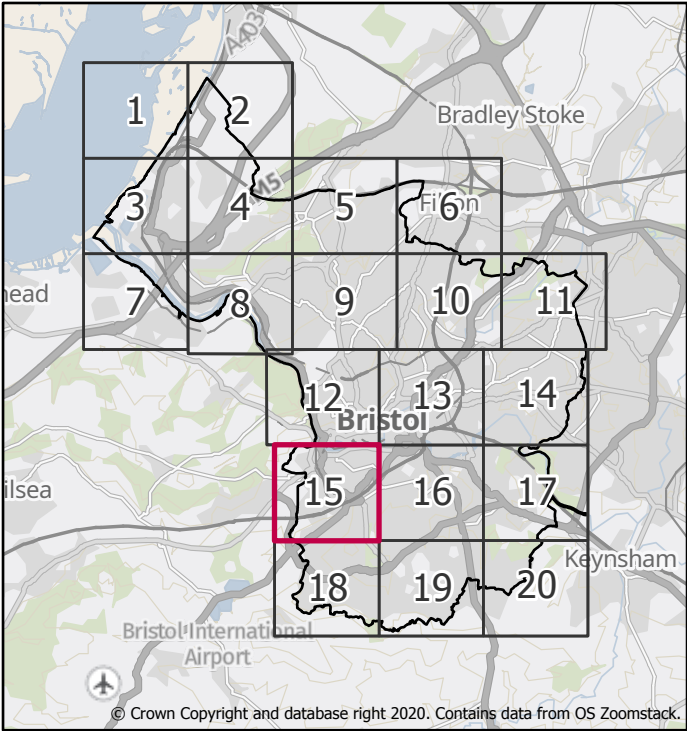 A403
1
2
Bradley Stoke
M5
3
4
5
6
Filton
head
7
8
9
10
11
12
13
14
Bristol
ilsea
15
16
17
Keynsham
18
19
20
Bristol International
Airport
© Crown Copyright and database right 2020. Contains data from OS Zoomstack.